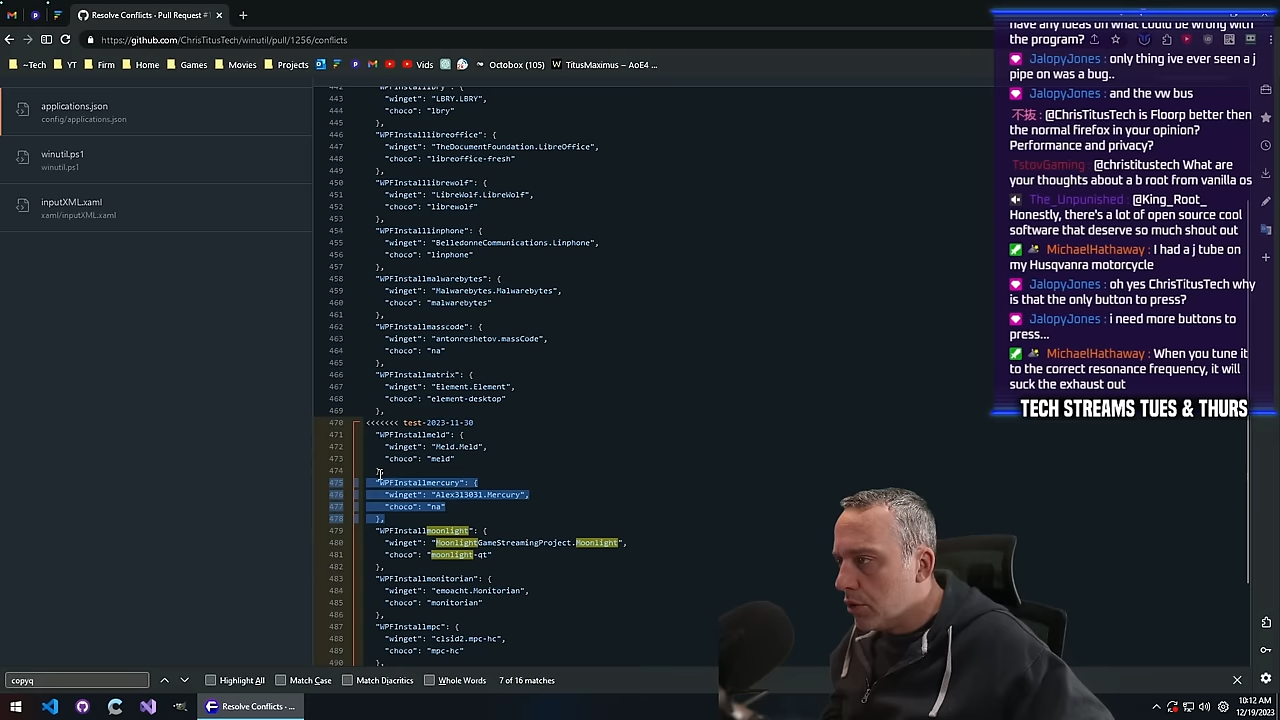 Resolve Conflicts - Pull Request #1
https://github.com/ChrisTitusTech/winutil/pull/1256/conflicts
~Tech
YT
Firm
Home
Games
Movies
Projects
Vids
Octobox (105)
TitusMaximus – AoE4 ...
applications.json
config/applications.json
winutil.ps1
winutil.ps1
inputXML.xaml
xaml/inputXML.xaml
443 "winget": "LBRY.LBRY",
444 "choco": "lbry"
445 },
446 "WPFInstalllibreoffice": {
447 "winget": "TheDocumentFoundation.LibreOffice",
448 "choco": "libreoffice-fresh"
449 },
450 "WPFInstalllibrewolf": {
451 "winget": "LibreWolf.LibreWolf",
452 "choco": "librewolf"
453 },
454 "WPFInstalllinphone": {
455 "winget": "BelledonneCommunications.Linphone",
456 "choco": "linphone"
457 },
458 "WPFInstallmalwarebytes": {
459 "winget": "Malwarebytes.Malwarebytes",
460 "choco": "malwarebytes"
461 },
462 "WPFInstallmasscode": {
463 "winget": "antonreshetov.massCode",
464 "choco": "na"
465 },
466 "WPFInstallmatrix": {
467 "winget": "Element.Element",
468 "choco": "element-desktop"
469 },
470 <<<<<<< test-2023-11-30
471 "WPFInstallmeld": {
472 "winget": "Meld.Meld",
473 "choco": "meld"
474 },
475 "WPFInstallmercury": {
476 "winget": "Alex313031.Mercury",
477 "choco": "na"
478 },
479 "WPFInstallmoonlight": {
480 "winget": "MoonlightGameStreamingProject.Moonlight",
481 "choco": "moonlight-qt"
482 },
483 "WPFInstallmonitorian": {
484 "winget": "emoacht.Monitorian",
485 "choco": "monitorian"
486 },
487 "WPFInstallmpc": {
488 "winget": "clsid2.mpc-hc",
489 "choco": "mpc-hc"
490 },
have any ideas on what could be wrong with
the program?
JalopyJones : only thing ive ever seen a j
pipe on was a bug..
JalopyJones : and the vw bus
不抜 : @ChrisTitusTech is Floorp better then
the normal firefox in your opinion?
Performance and privacy?
TstovGaming : @christitustech What are
your thoughts about a b root from vanilla os
The_Unpunished : @King_Root_
Honestly, there's a lot of open source cool
software that deserve so much shout out
MichaelHathaway : I had a j tube on
my Husqvanra motorcycle
JalopyJones : oh yes ChrisTitusTech why
is that the only button to press?
JalopyJones : i need more buttons to
press...
MichaelHathaway : When you tune it
to the correct resonance frequency, it will
suck the exhaust out
TECH STREAMS TUES & THURS
copyq
Highlight All
Match Case
Match Diacritics
Whole Words
7 of 16 matches
Resolve Conflicts - ...
10:12 AM
12/19/2023